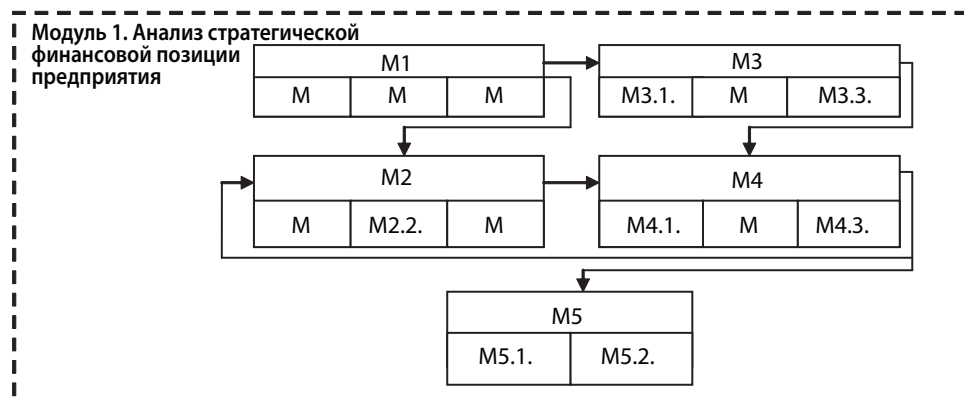 Модуль 1. Анализ стратегической
финансовой позиции
предприятия
М1
М3
М
М
М
М3.1.
М
М3.3.
М2
М4
М
М2.2.
М
М4.1.
М
М4.3.
М5
М5.1.
М5.2.